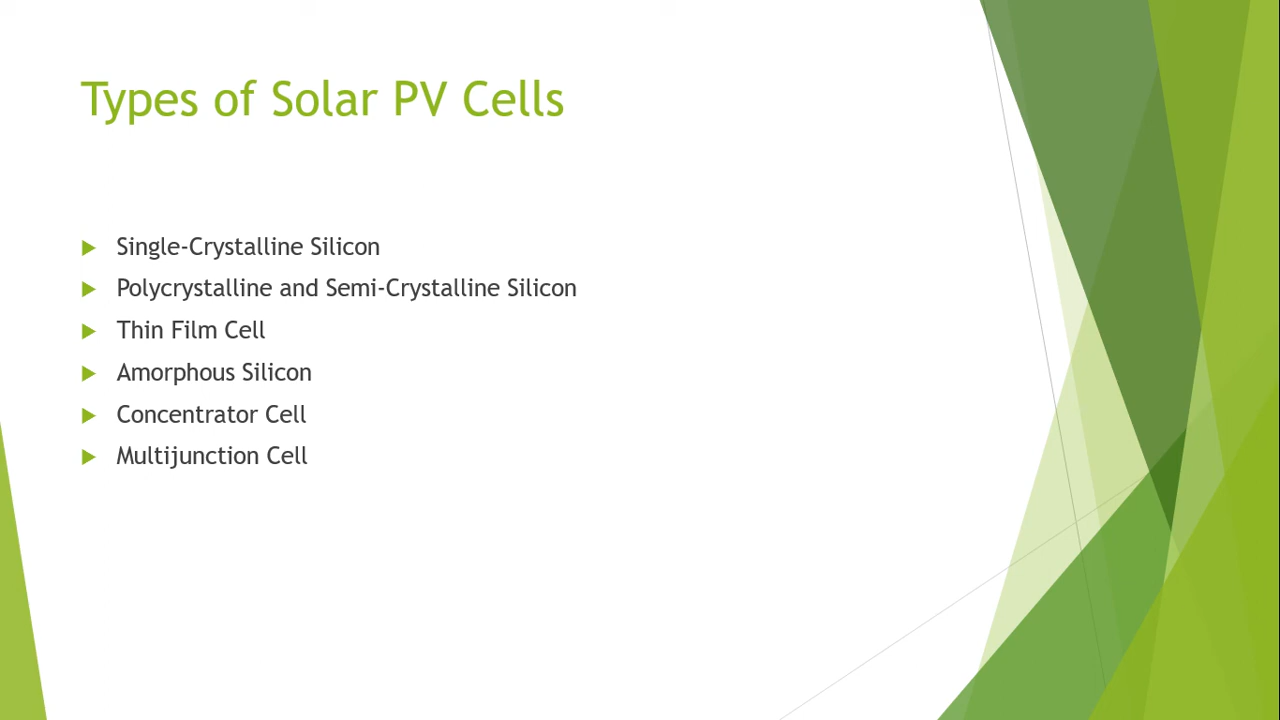 Types of Solar PV Cells
Single-Crystalline Silicon
Polycrystalline and Semi-Crystalline Silicon
Thin Film Cell
Amorphous Silicon
Concentrator Cell
Multijunction Cell